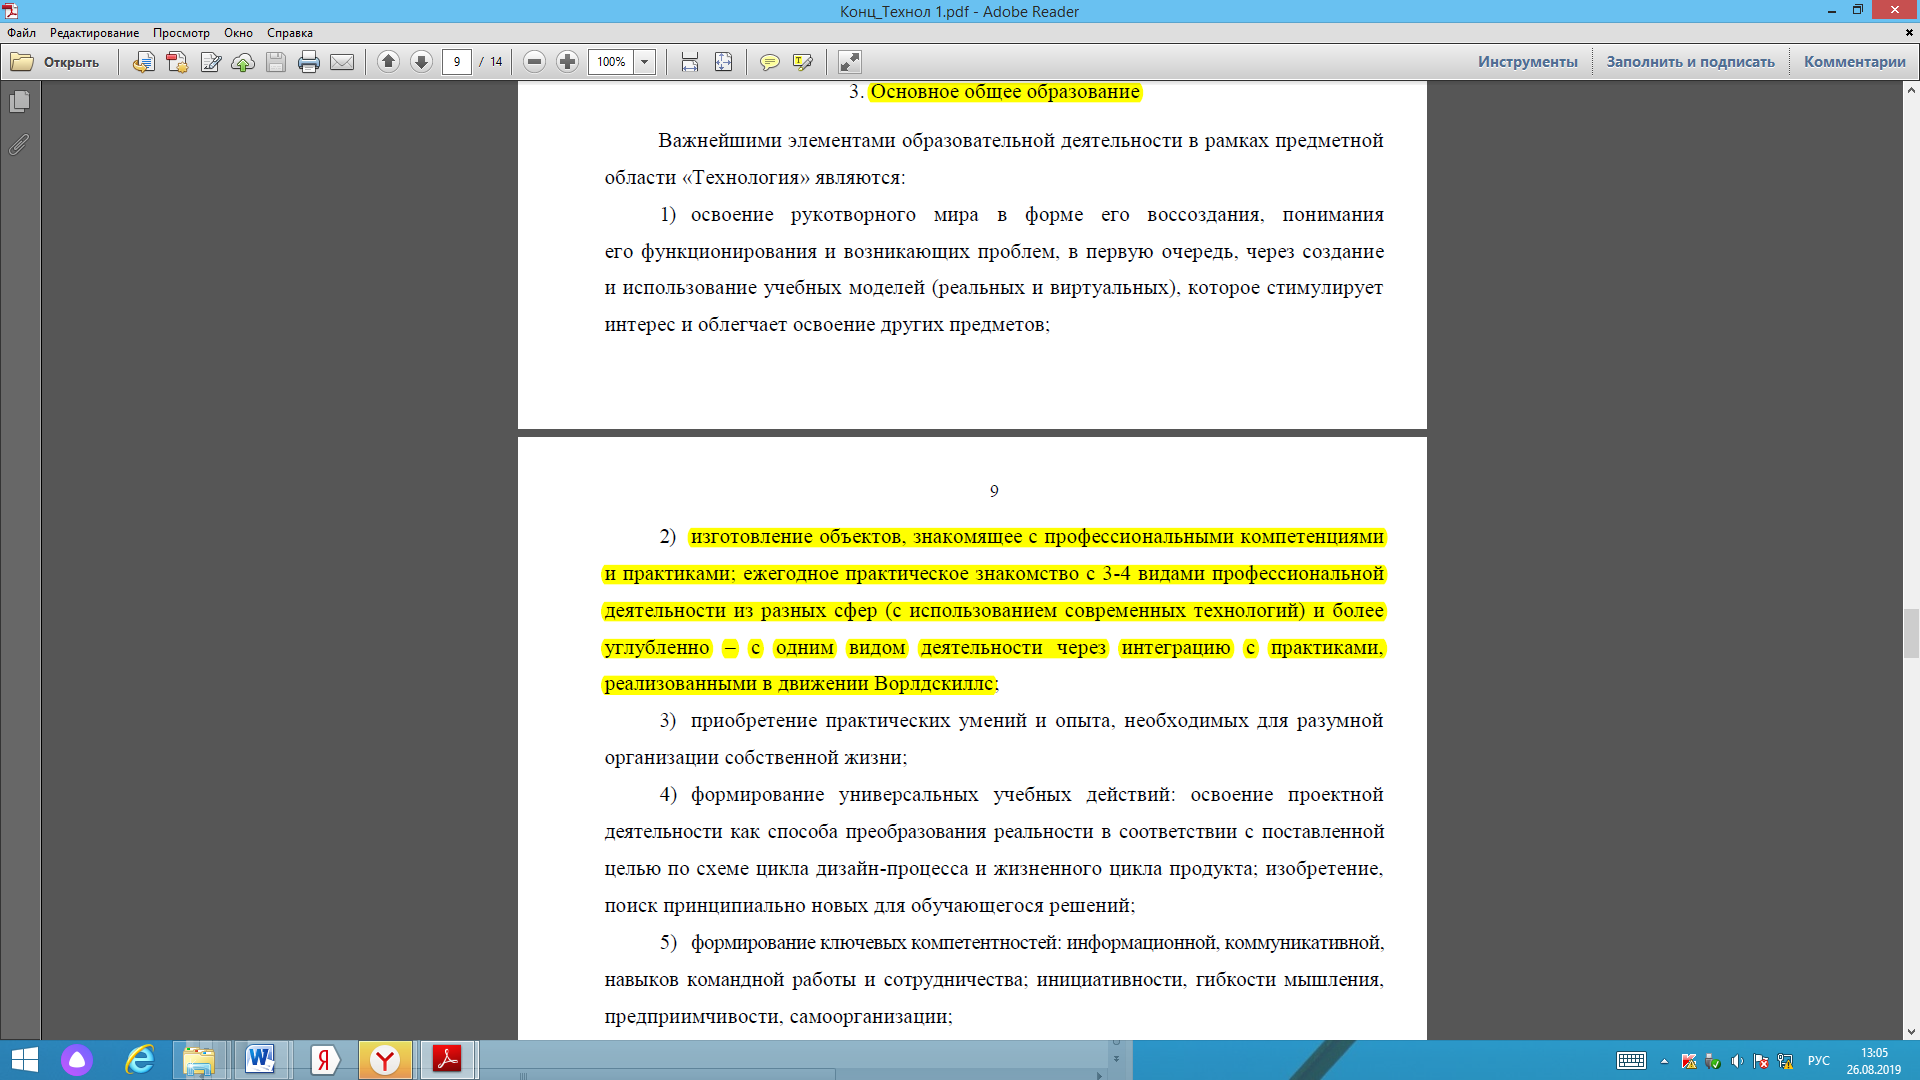 Конц_Технол 1.pdf - Adobe Reader
Файл Редактирование Просмотр Окно Справка
Открыть 9 / 14 100% Инструменты Заполнить и подписать Комментарии
3. Основное общее образование
Важнейшими элементами образовательной деятельности в рамках предметной
области «Технология» являются:
1) освоение рукотворного мира в форме его воссоздания, понимания
его функционирования и возникающих проблем, в первую очередь, через создание
и использование учебных моделей (реальных и виртуальных), которое стимулирует
интерес и облегчает освоение других предметов;
9
2) изготовление объектов, знакомящее с профессиональными компетенциями
и практиками; ежегодное практическое знакомство с 3-4 видами профессиональной
деятельности из разных сфер (с использованием современных технологий) и более
углубленно – с одним видом деятельности через интеграцию с практиками,
реализованными в движении Ворлдскиллс;
3) приобретение практических умений и опыта, необходимых для разумной
организации собственной жизни;
4) формирование универсальных учебных действий: освоение проектной
деятельности как способа преобразования реальности в соответствии с поставленной
целью по схеме цикла дизайн-процесса и жизненного цикла продукта; изобретение,
поиск принципиально новых для обучающегося решений;
5) формирование ключевых компетентностей: информационной, коммуникативной,
навыков командной работы и сотрудничества; инициативности, гибкости мышления,
предприимчивости, самоорганизации;
РУС
13:05
26.08.2019